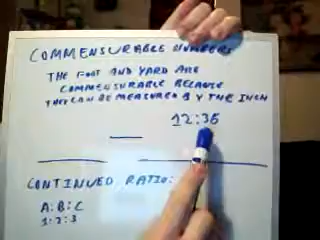 COMMENSURABLE NUMBERS
THE FOOT AND YARD ARE
COMMENSURABLE BECAUSE
THEY CAN BE MEASURED BY THE INCH
12:36
CONTINUED RATIO:
A:B:C
1:2:3